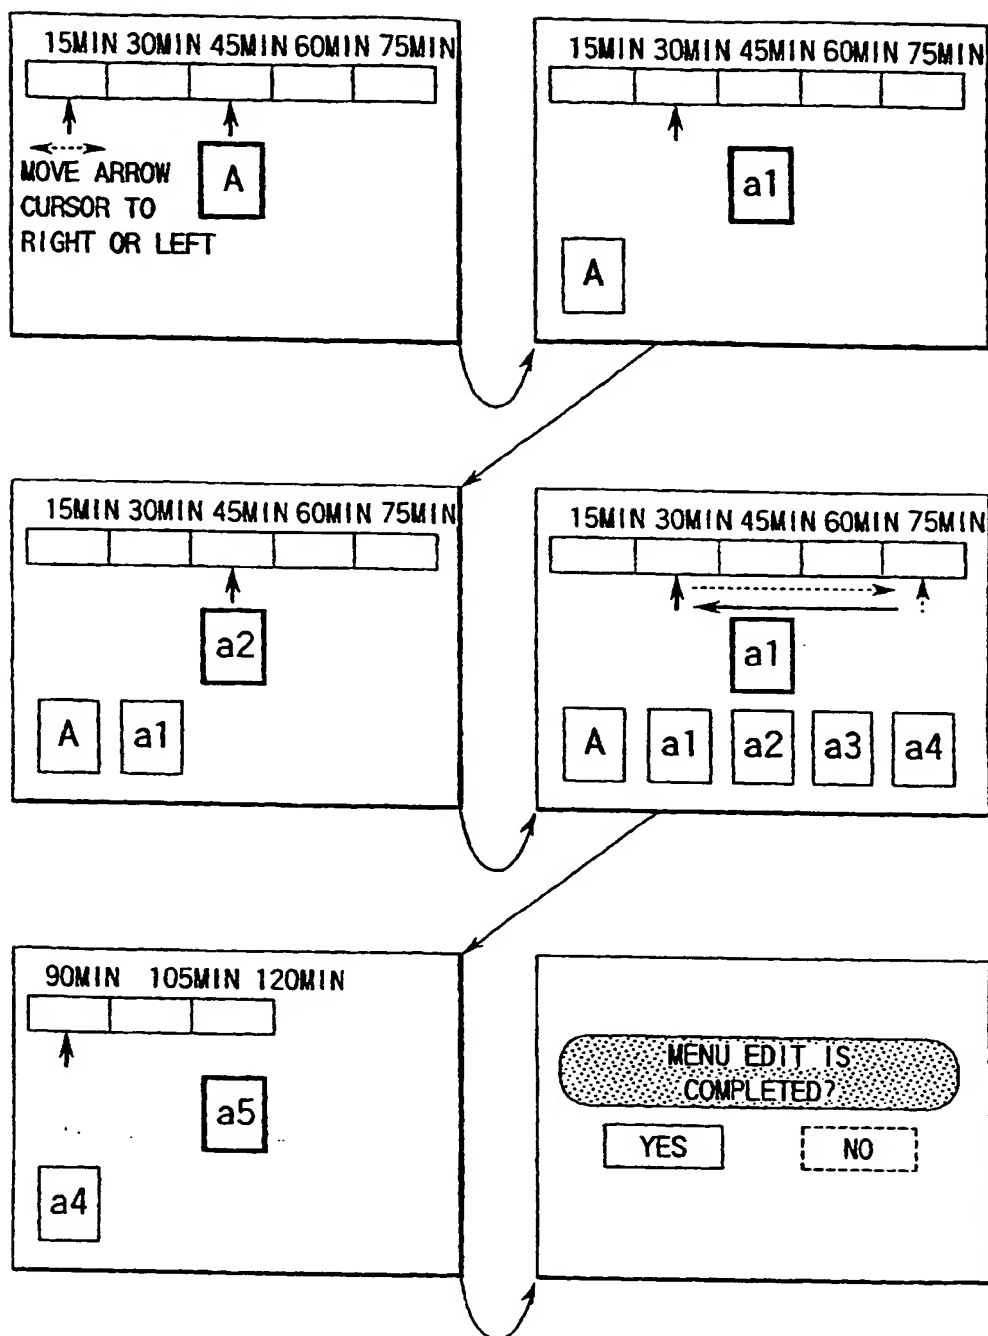 15MIN 30MIN 45MIN 60MIN 75MIN
MOVE ARROW
CURSOR TO
RIGHT OR LEFT
A
15MIN 30MIN 45MIN 60MIN 75MIN
a1
A
15MIN 30MIN 45MIN 60MIN 75MIN
a2
A a1
15MIN 30MIN 45MIN 60MIN 75MIN
a1
A a1 a2 a3 a4
90MIN 105MIN 120MIN
a5
a4
MENU EDIT IS
COMPLETED?
YES NO